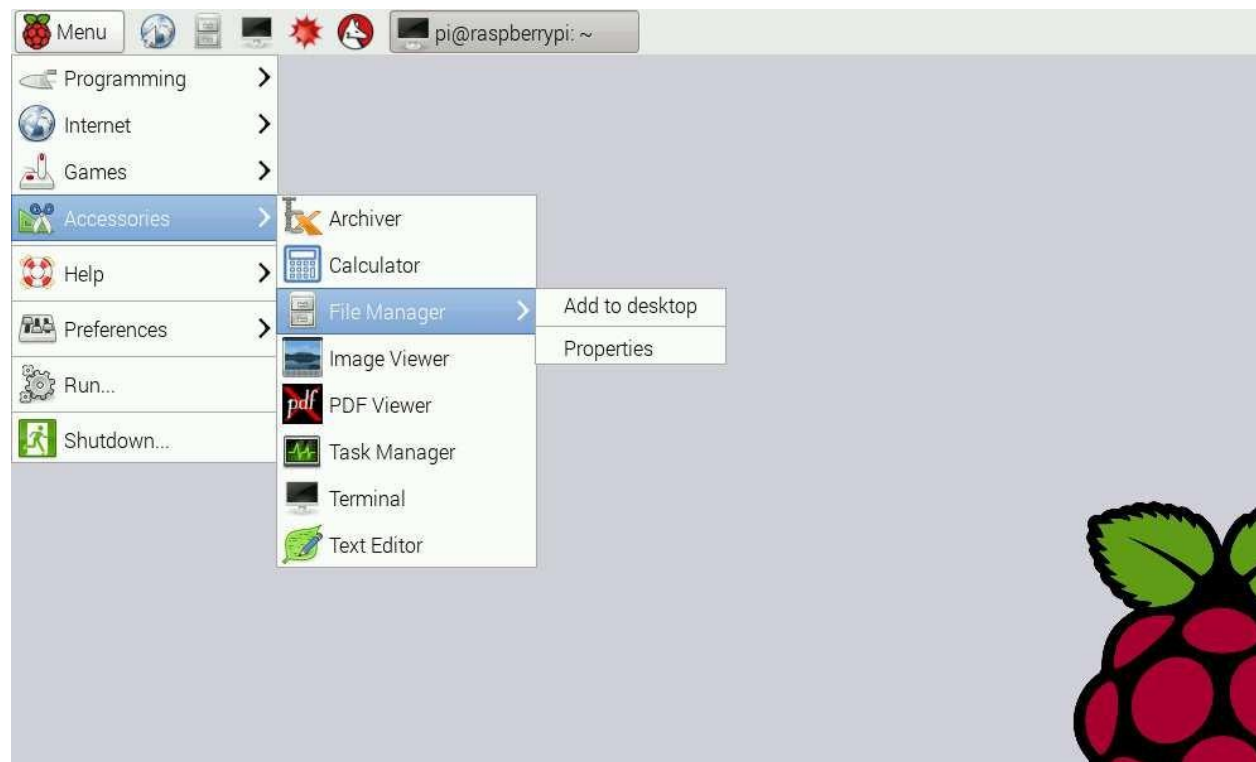 Menu
pi@raspberrypi: ~
Programming
Internet
Games
Accessories
Help
Preferences
Run...
Shutdown...
Archiver
Calculator
File Manager
Image Viewer
pdf PDF Viewer
Task Manager
Terminal
Text Editor
Add to desktop
Properties